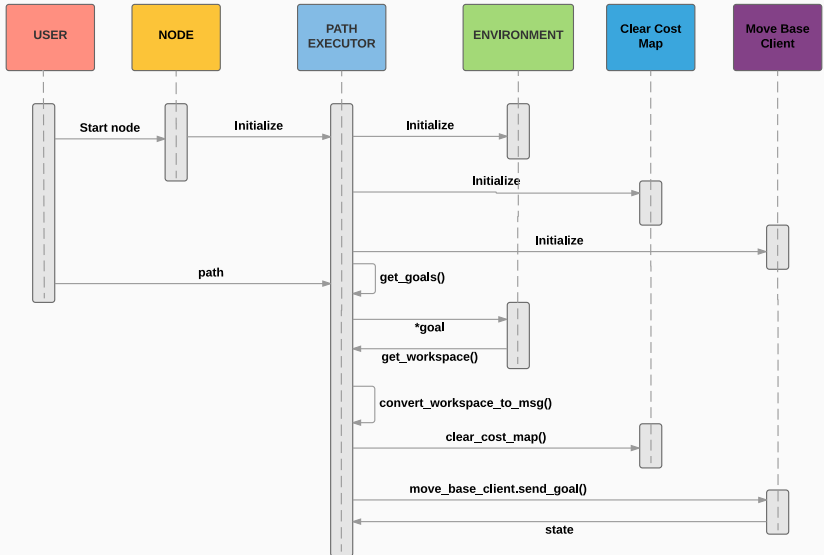 USER
NODE
PATH
EXECUTOR
ENVIRONMENT
Clear Cost
Map
Move Base
Client
Start node
Initialize
Initialize
Initialize
Initialize
path
get_goals()
*goal
get_workspace()
convert_workspace_to_msg()
clear_cost_map()
move_base_client.send_goal()
state